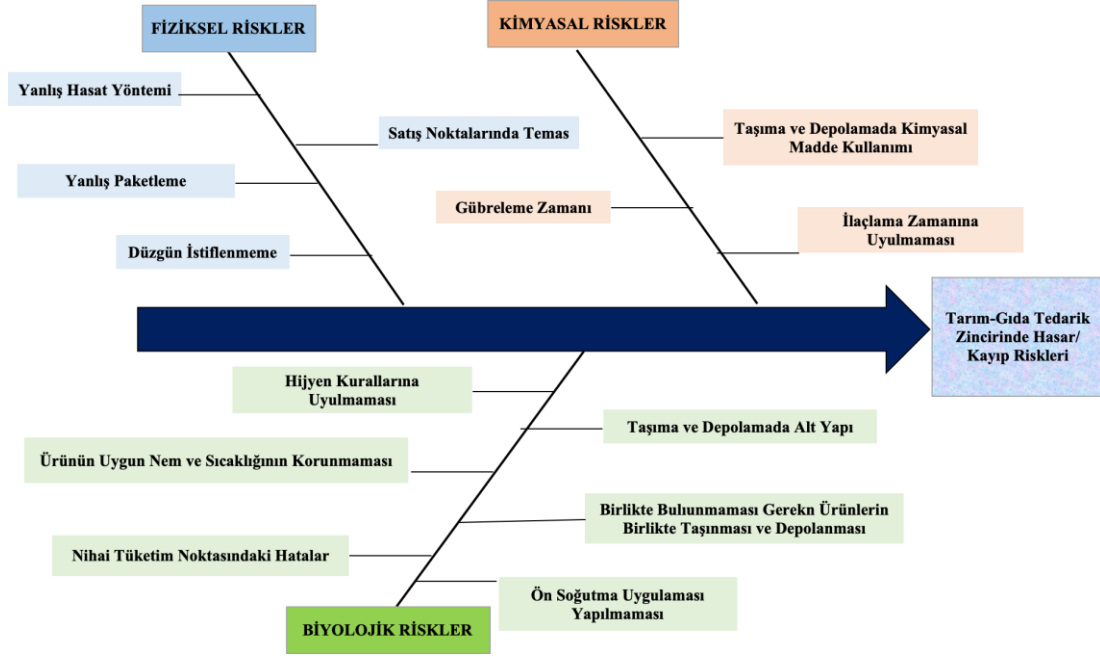 FİZİKSEL RİSKLER
KİMYASAL RİSKLER
Yanlış Hasat Yöntemi
Satış Noktalarında Temas
Taşıma ve Depolamada Kimyasal
Madde Kullanımı
Yanlış Paketleme
Gübreleme Zamanı
İlaçlama Zamanına
Uyulmaması
Düzgün İstiflenmeme
Tarım-Gıda Tedarik
Zincirinde Hasar/
Kayıp Riskleri
Hijyen Kurallarına
Uyulmaması
Taşıma ve Depolamada Alt Yapı
Ürünün Uygun Nem ve Sıcaklığının Korunmaması
Birlikte Bulıunmaması Gerekn Ürünlerin
Birlikte Taşınması ve Depolanması
Nihai Tüketim Noktasındaki Hatalar
Ön Soğutma Uygulaması
Yapılmaması
BİYOLOJİK RİSKLER